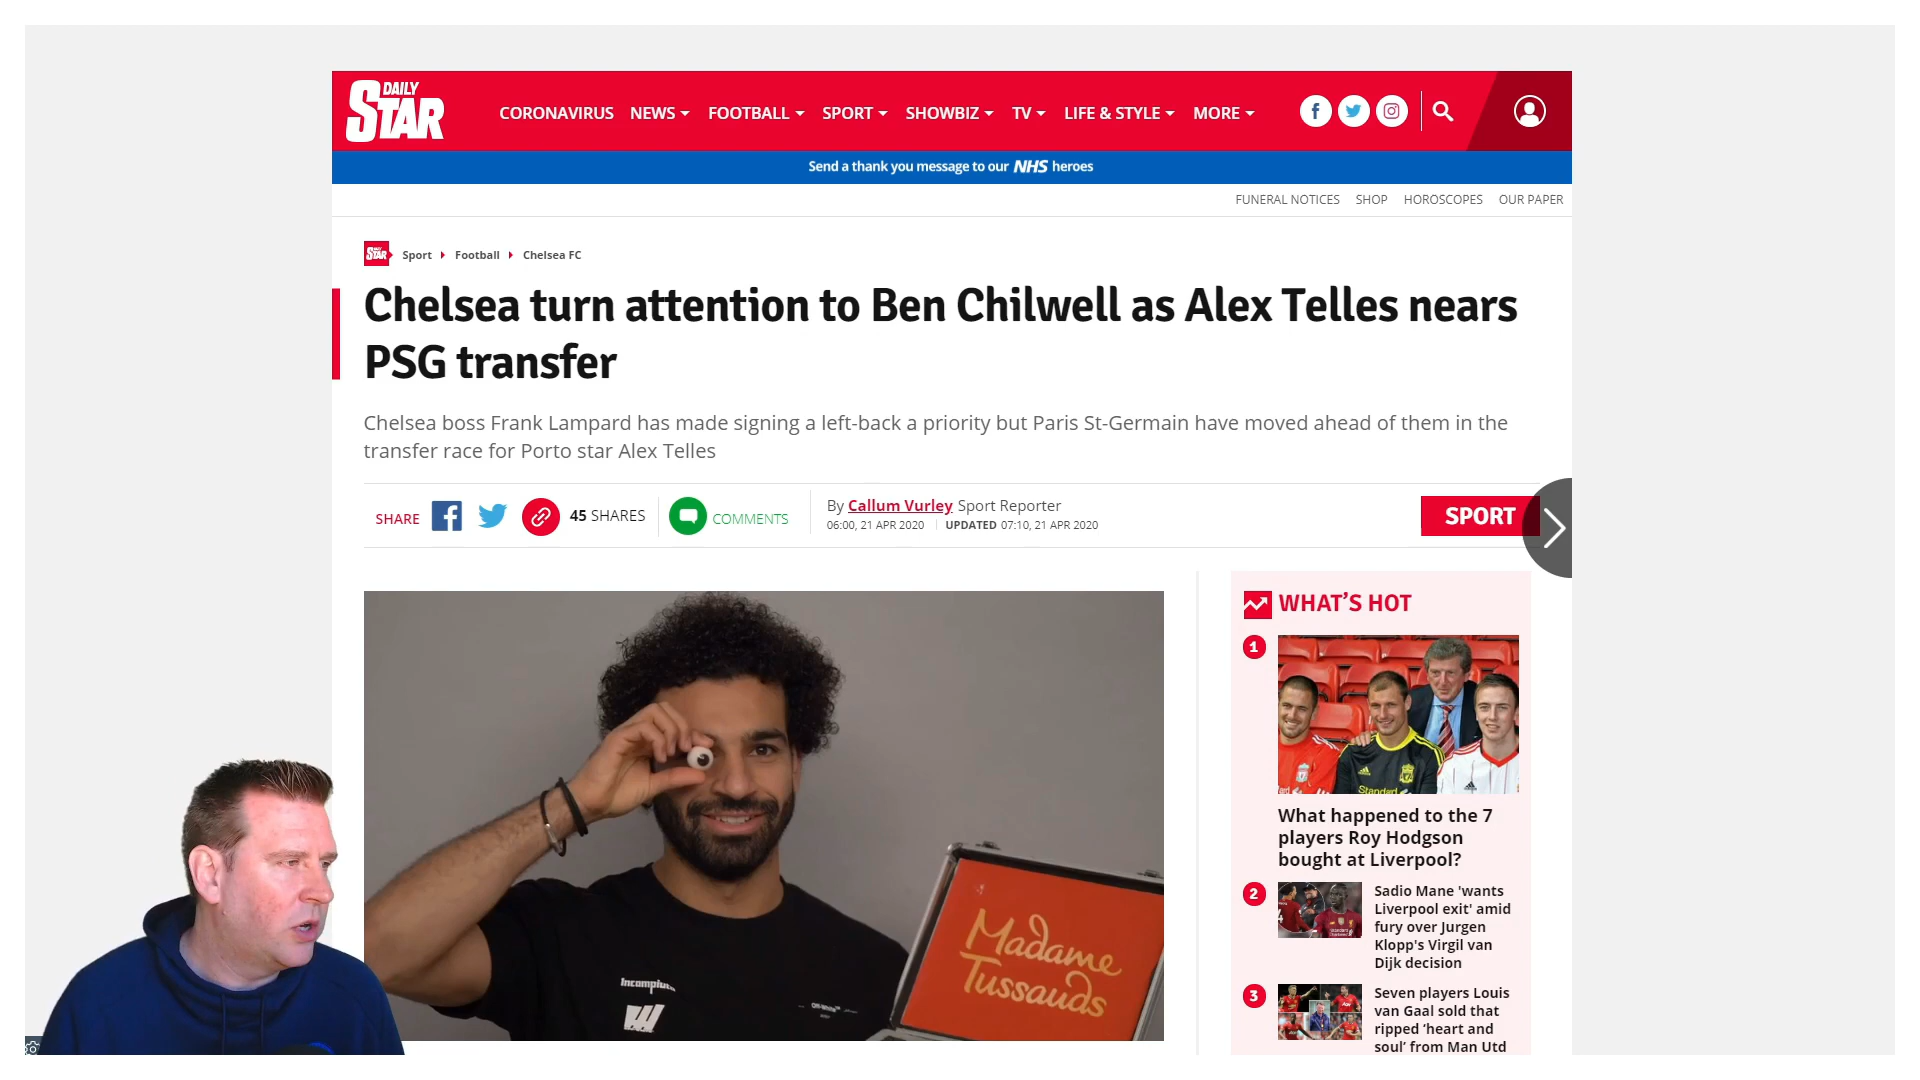 DAILY
STAR
CORONAVIRUS NEWS FOOTBALL SPORT SHOWBIZ TV LIFE & STYLE MORE
Send a thank you message to our NHS heroes
FUNERAL NOTICES SHOP HOROSCOPES OUR PAPER
DAILY STAR Sport Football Chelsea FC
Chelsea turn attention to Ben Chilwell as Alex Telles nears
PSG transfer
Chelsea boss Frank Lampard has made signing a left-back a priority but Paris St-Germain have moved ahead of them in the
transfer race for Porto star Alex Telles
SHARE 45 SHARES COMMENTS
By Callum Vurley Sport Reporter
06:00, 21 APR 2020 UPDATED 07:10, 21 APR 2020
SPORT
Madame
Tussauds
WHAT'S HOT
1
Standard
What happened to the 7
players Roy Hodgson
bought at Liverpool?
2
Sadio Mane 'wants
Liverpool exit' amid
fury over Jurgen
Klopp's Virgil van
Dijk decision
3
Seven players Louis
van Gaal sold that
ripped ‘heart and
soul’ from Man Utd